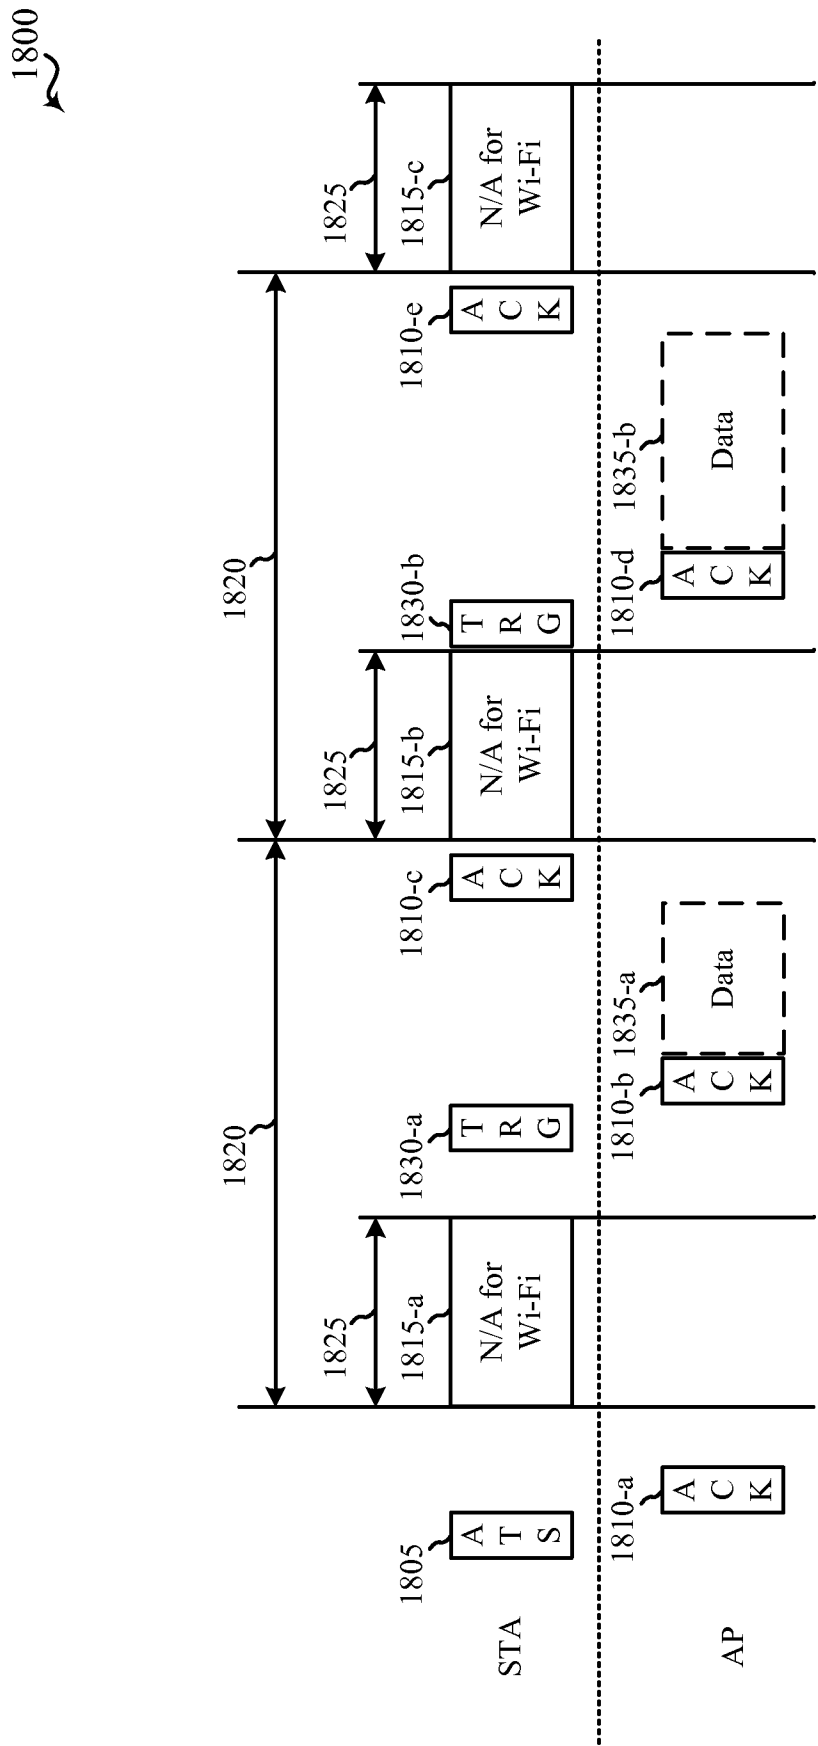 1800
1820
1820
1825
1825
1825
1805
1815-a
1830-a
1810-c
1815-b
1830-b
1810-e
1815-c
STA
A
T
S
N/A for
Wi-Fi
T
R
G
A
C
K
N/A for
Wi-Fi
T
R
G
A
C
K
N/A for
Wi-Fi
1810-a
1810-b
1835-a
1810-d
1835-b
AP
A
C
K
A
C
K
Data
A
C
K
Data